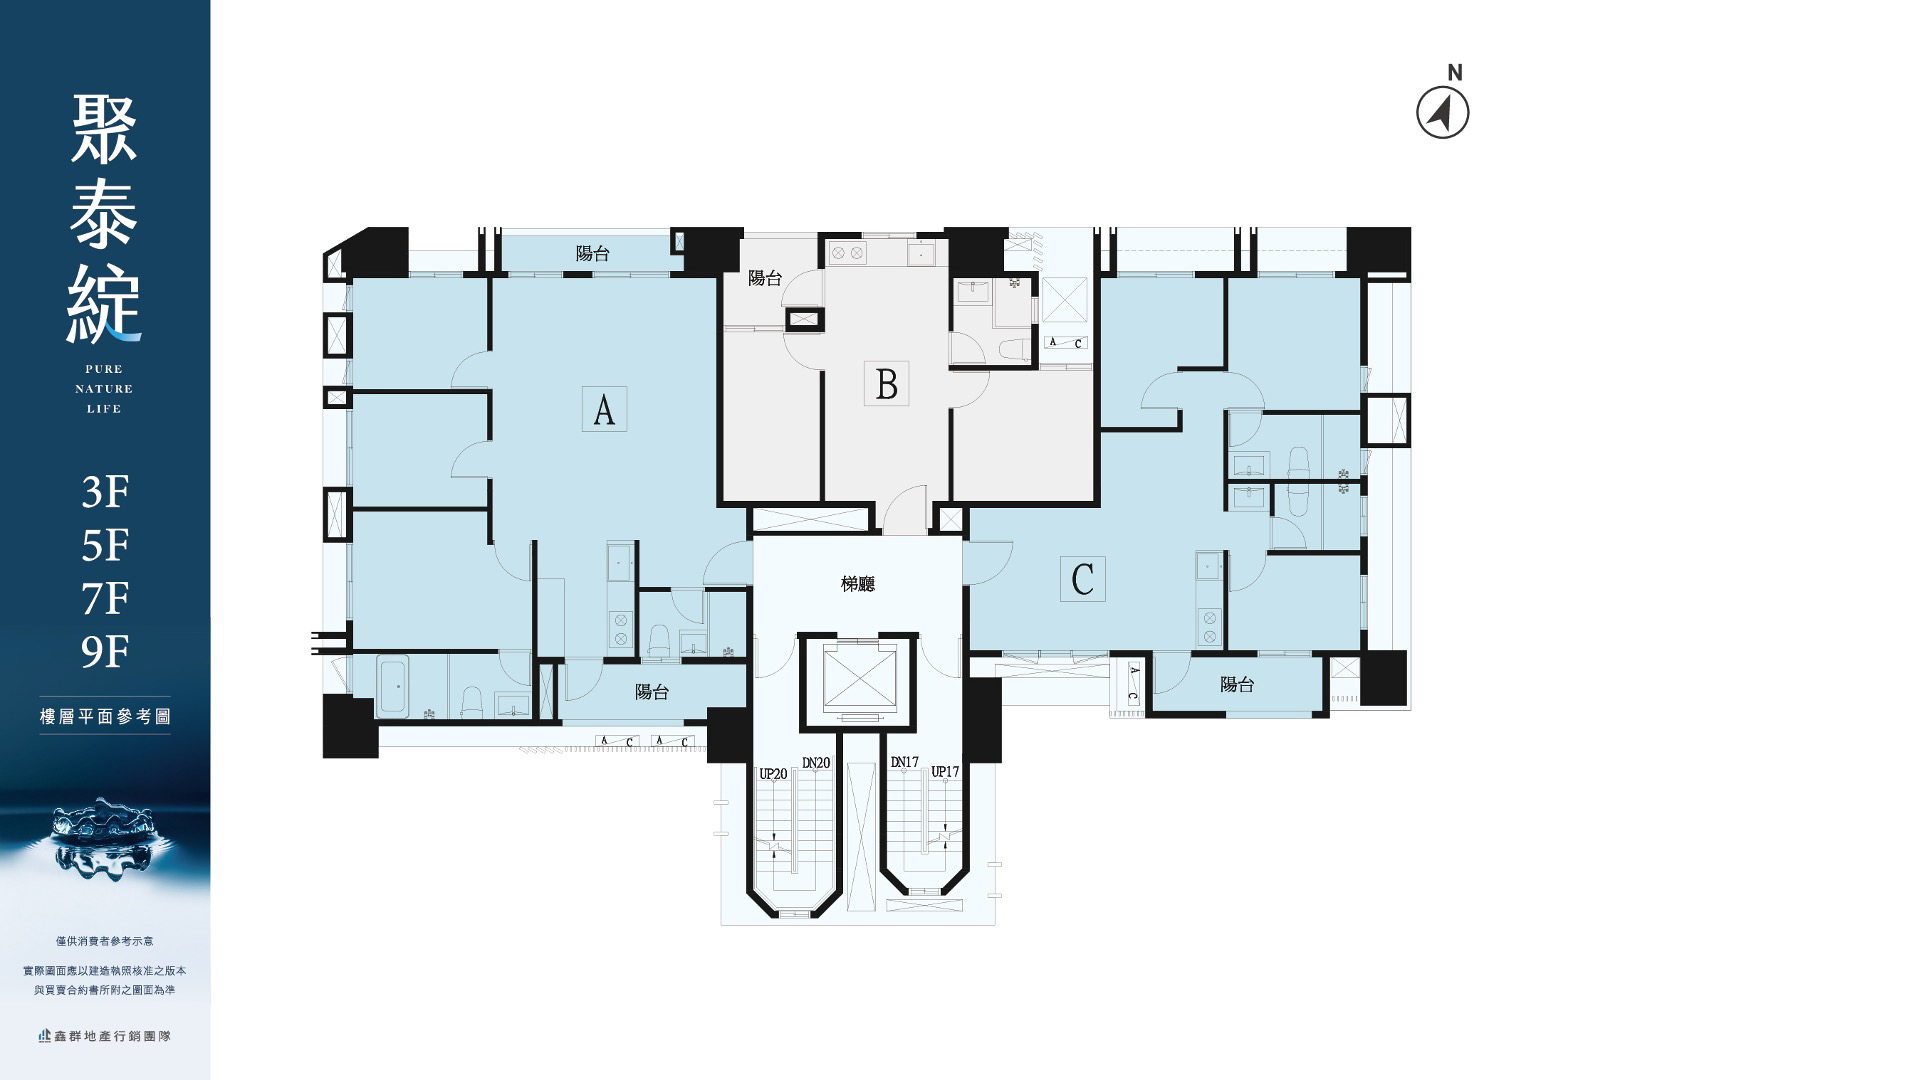 聚泰綻
PURE
NATURE
LIFE
3F
5F
7F
9F
樓層平面參考圖
僅供消費者參考示意
實際圖面應以建造執照核准之版本
與買賣合約書所附之圖面為準
鑫群地產行銷團隊
N
陽台
陽台
A
B
C
A C
梯廳
陽台
陽台
A C
A C
A C
UP20
DN20
DN17
UP17